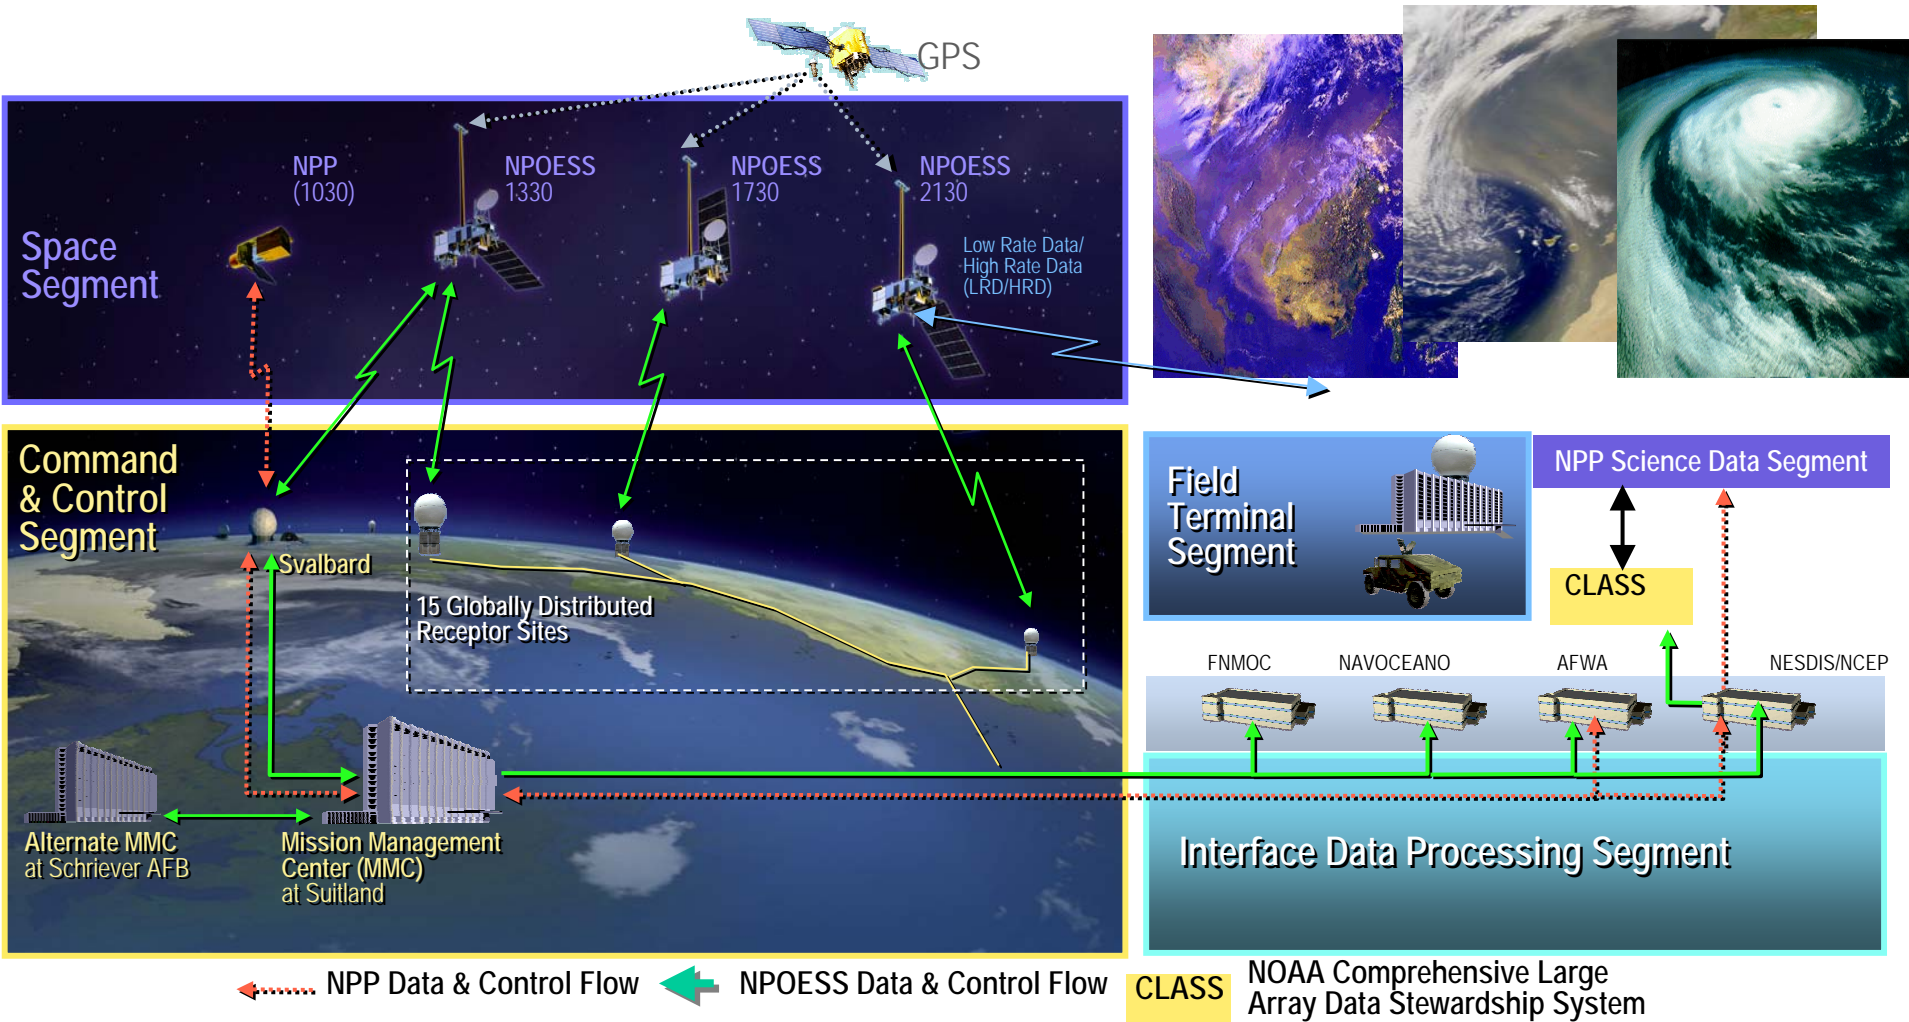 GPS
NPP
(1030)
NPOESS
1330
NPOESS
1730
NPOESS
2130
Space
Segment
Low Rate Data/
High Rate Data
(LRD/HRD)
Command
& Control
Segment
Svalbard
15 Globally Distributed
Receptor Sites
Alternate MMC
at Schriever AFB
Mission Management
Center (MMC)
at Suitland
Field
Terminal
Segment
NPP Science Data Segment
CLASS
FNMOC
NAVOCEANO
AFWA
NESDIS/NCEP
Interface Data Processing Segment
NPP Data & Control Flow
NPOESS Data & Control Flow
CLASS
NOAA Comprehensive Large
Array Data Stewardship System